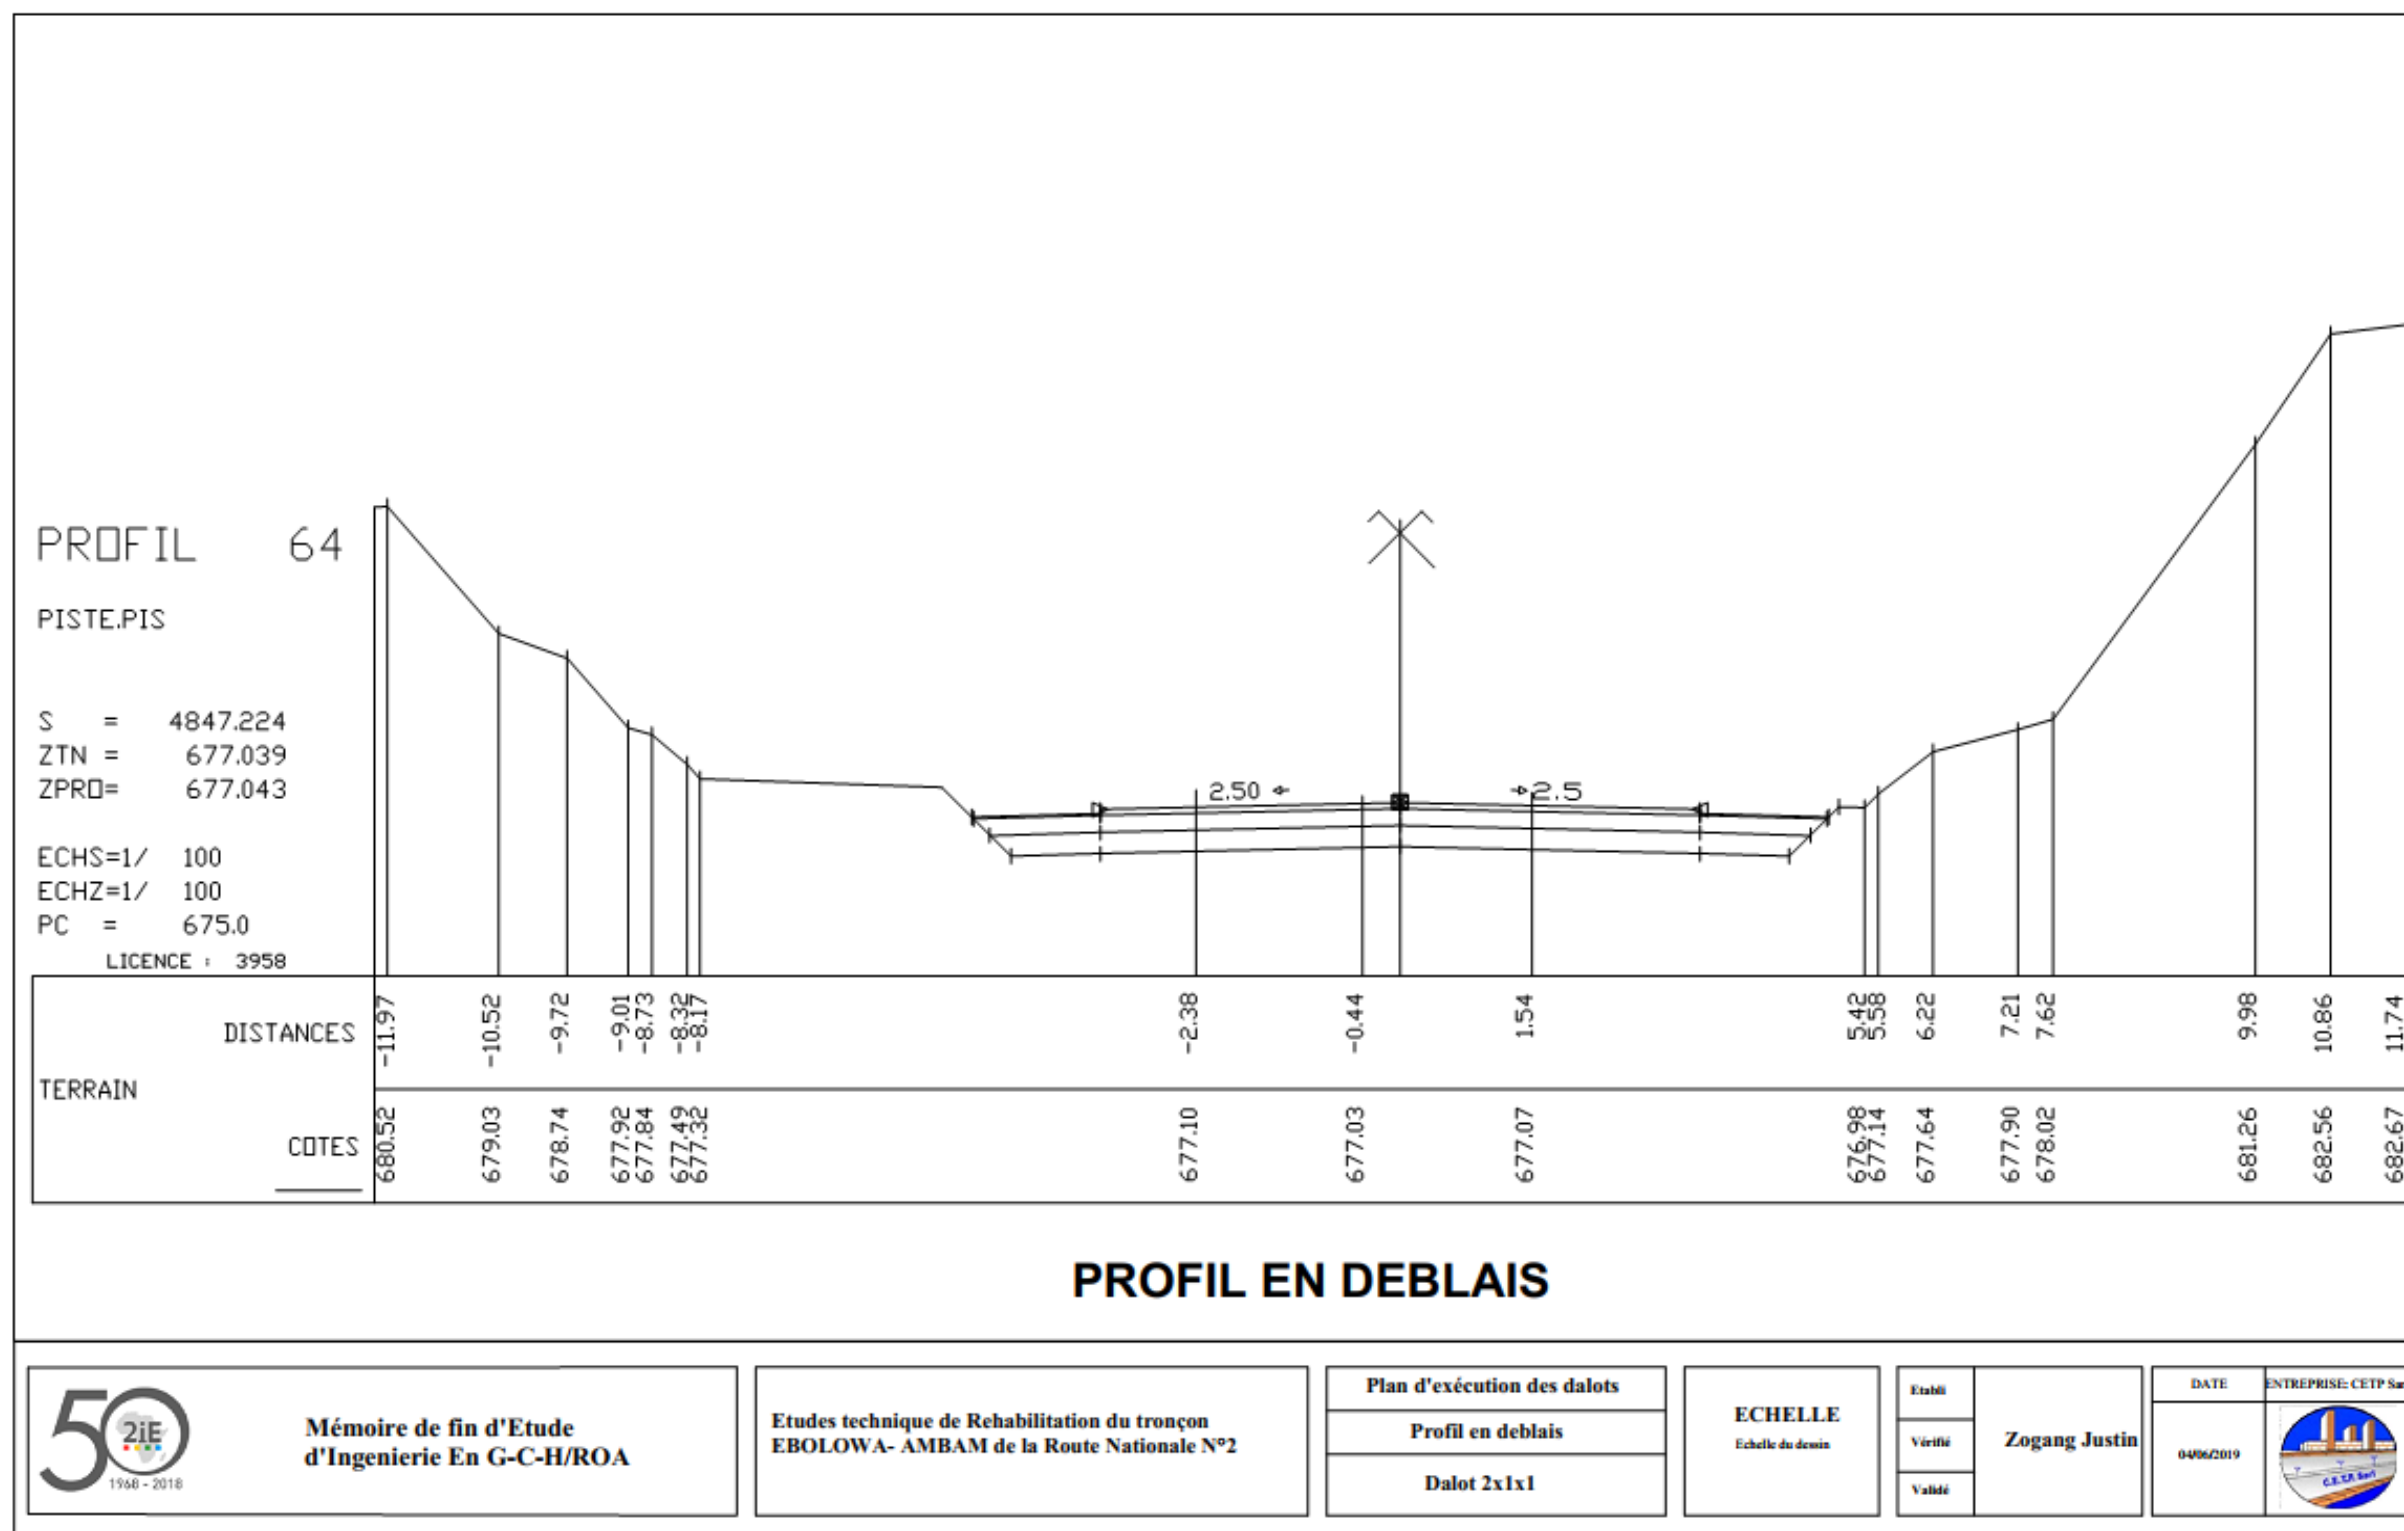 PROFIL 64
PISTE.PIS
S = 4847.224
ZTN = 677.039
ZPRO= 677.043
ECHS=1/ 100
ECHZ=1/ 100
PC = 675.0
LICENCE : 3958
2.50
2.5
TERRAIN
DISTANCES
-11.97
-10.52
-9.72
-9.01
-8.73
-8.32
-8.17
-2.38
-0.44
1.54
5.42
5.58
6.22
7.21
7.62
9.98
10.86
11.74
COTES
680.52
679.03
678.74
677.92
677.84
677.49
677.32
677.10
677.03
677.07
676.98
677.14
677.64
677.90
678.02
681.26
682.56
682.67
PROFIL EN DEBLAIS
50
2iE
1968 - 2018
Mémoire de fin d'Etude
d'Ingenierie En G-C-H/ROA
Etudes technique de Rehabilitation du tronçon
EBOLOWA- AMBAM de la Route Nationale N°2
Plan d'exécution des dalots
Profil en deblais
Dalot 2x1x1
ECHELLE
Echelle du dessin
Etabli
Vérifié
Validé
Zogang Justin
DATE
04/06/2019
ENTREPRISE: CETP
C.E.T.P. Sarl